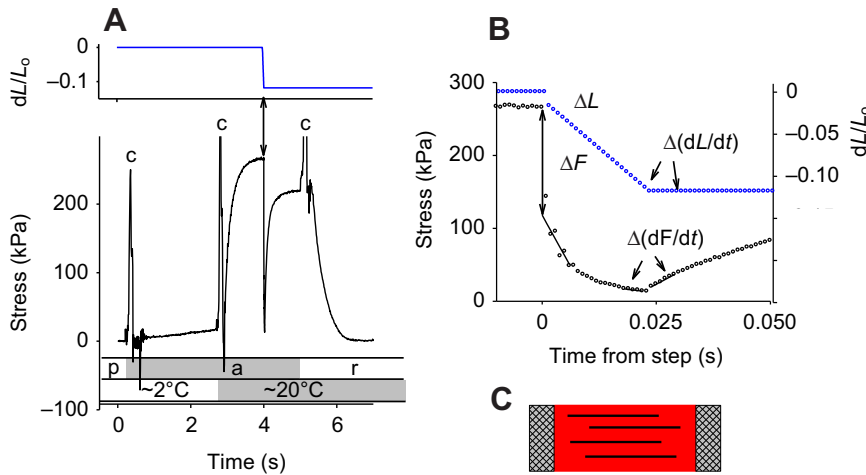 A
0
−0.1
dL/Lo
c
c
c
200
100
0
−100
Stress (kPa)
p
a
r
~2°C
~20°C
0
2
4
6
Time (s)
B
300
200
100
0
Stress (kPa)
ΔL
ΔF
Δ(dL/dt)
Δ(dF/dt)
0
−0.05
−0.10
dL/Lo
0
0.025
0.050
Time from step (s)
C